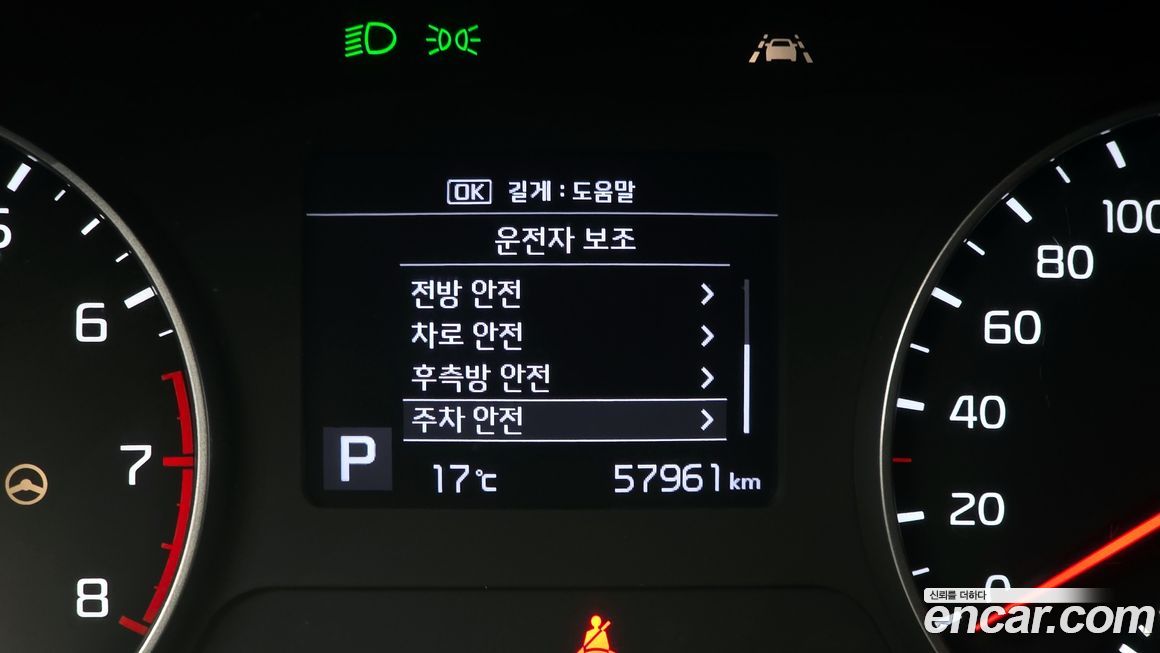 OK 길게 : 도움말
운전자 보조
전방 안전
차로 안전
후측방 안전
주차 안전
P
17℃ 57961 km
5
6
7
8
100
80
60
40
20
0
신뢰를 더하다
encar.com